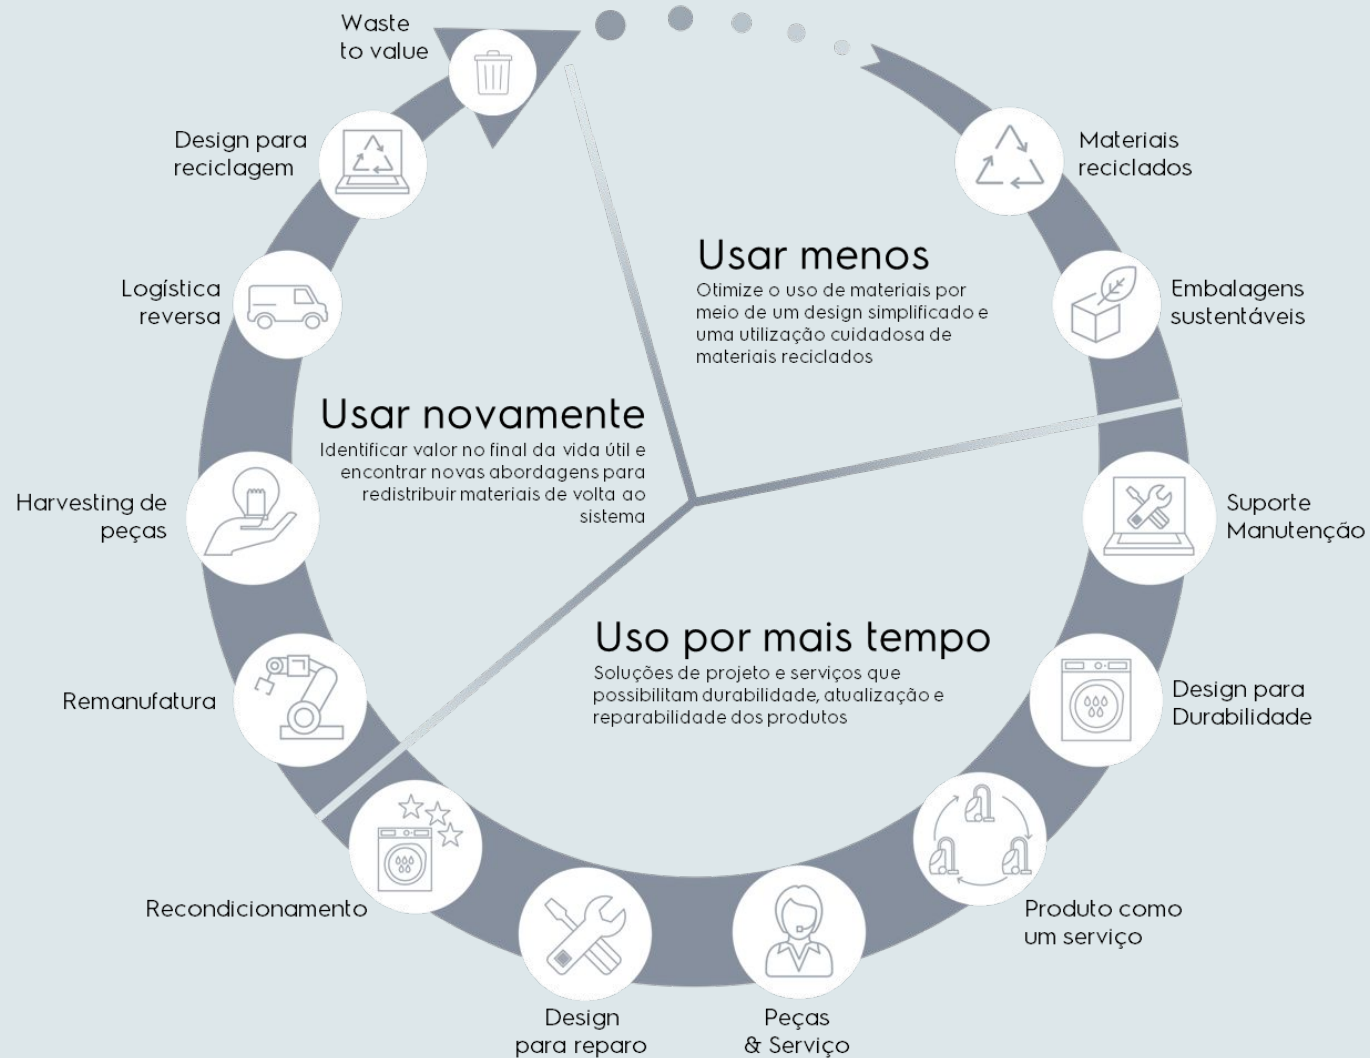 Waste
to value
Design para
reciclagem
Logística
reversa
Harvesting de
peças
Remanufatura
Recondicionamento
Design
para reparo
Peças
& Serviço
Produto como
um serviço
Design para
Durabilidade
Suporte
Manutenção
Embalagens
sustentáveis
Materiais
reciclados
Usar menos
Otimize o uso de materiais por
meio de um design simplificado e
uma utilização cuidadosa de
materiais reciclados
Usar novamente
Identificar valor no final da vida útil e
encontrar novas abordagens para
redistribuir materiais de volta ao
sistema
Uso por mais tempo
Soluções de projeto e serviços que
possibilitam durabilidade, atualização e
reparabilidade dos produtos